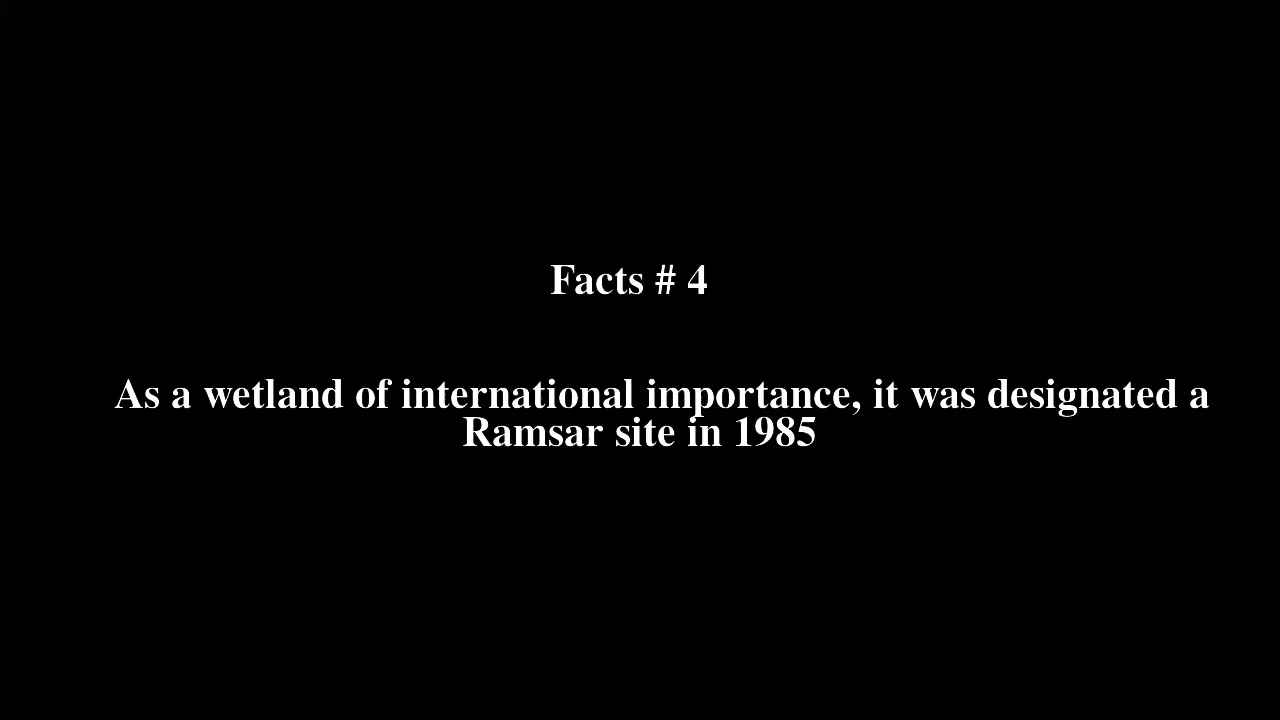 Facts # 4
As a wetland of international importance, it was designated a
Ramsar site in 1985